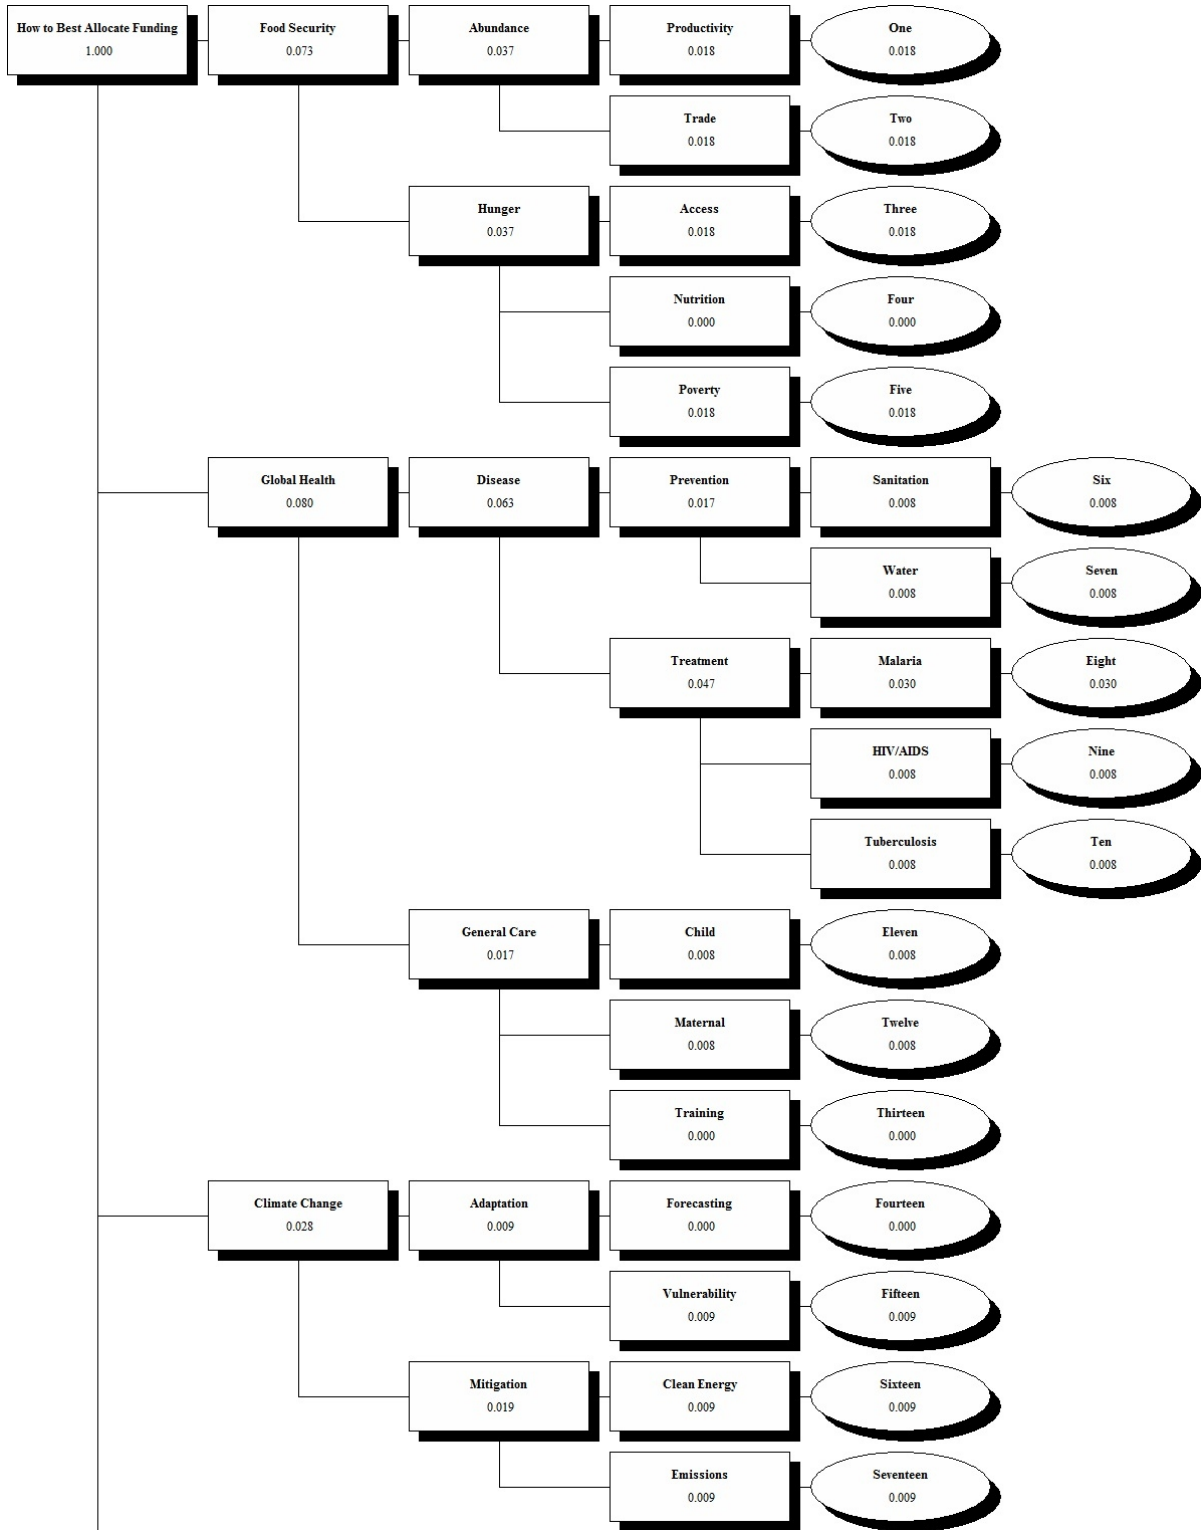 How to Best Allocate Funding
1.000
Food Security
0.073
Abundance
0.037
Productivity
0.018
One
0.018
Trade
0.018
Two
0.018
Hunger
0.037
Access
0.018
Three
0.018
Nutrition
0.000
Four
0.000
Poverty
0.018
Five
0.018
Global Health
0.080
Disease
0.063
Prevention
0.017
Sanitation
0.008
Six
0.008
Water
0.008
Seven
0.008
Treatment
0.047
Malaria
0.030
Eight
0.030
HIV/AIDS
0.008
Nine
0.008
Tuberculosis
0.008
Ten
0.008
General Care
0.017
Child
0.008
Eleven
0.008
Maternal
0.008
Twelve
0.008
Training
0.000
Thirteen
0.000
Climate Change
0.028
Adaptation
0.009
Forecasting
0.000
Fourteen
0.000
Vulnerability
0.009
Fifteen
0.009
Mitigation
0.019
Clean Energy
0.009
Sixteen
0.009
Emissions
0.009
Seventeen
0.009